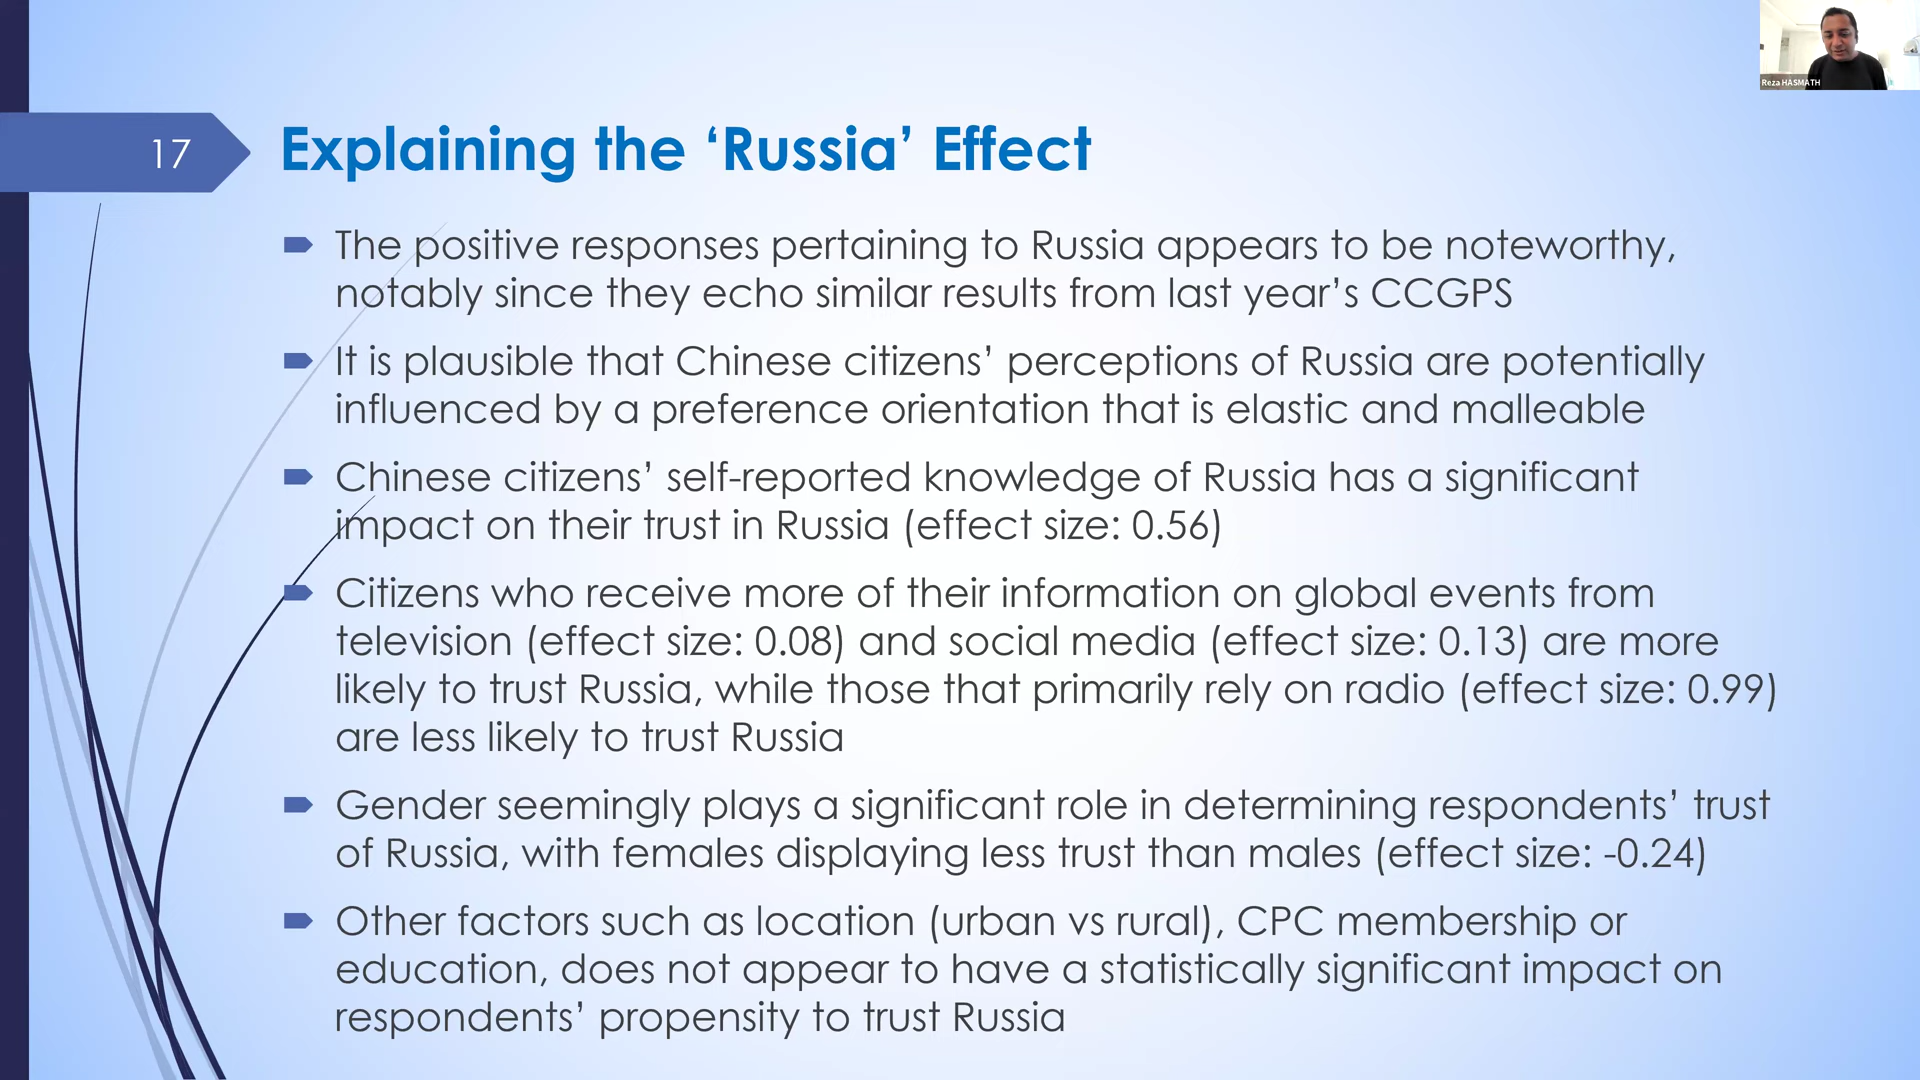 Reza HASMATH
17
Explaining the ‘Russia’ Effect
The positive responses pertaining to Russia appears to be noteworthy,
notably since they echo similar results from last year’s CCGPS
It is plausible that Chinese citizens’ perceptions of Russia are potentially
influenced by a preference orientation that is elastic and malleable
Chinese citizens’ self-reported knowledge of Russia has a significant
impact on their trust in Russia (effect size: 0.56)
Citizens who receive more of their information on global events from
television (effect size: 0.08) and social media (effect size: 0.13) are more
likely to trust Russia, while those that primarily rely on radio (effect size: 0.99)
are less likely to trust Russia
Gender seemingly plays a significant role in determining respondents’ trust
of Russia, with females displaying less trust than males (effect size: -0.24)
Other factors such as location (urban vs rural), CPC membership or
education, does not appear to have a statistically significant impact on
respondents’ propensity to trust Russia